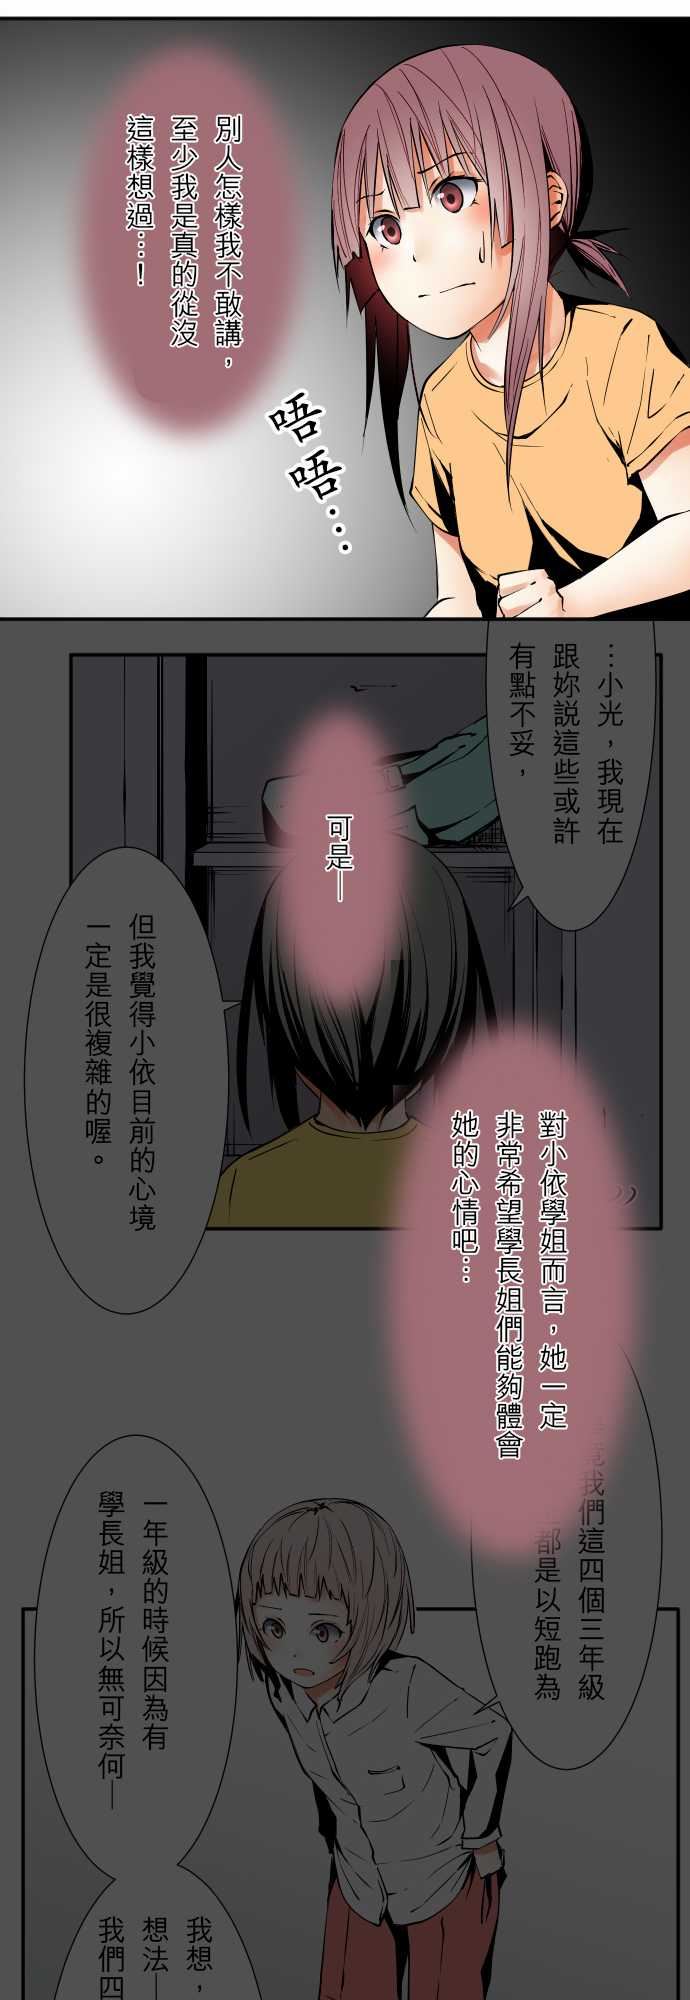 別人怎樣我不敢講，
至少我是真的從沒
這樣想過…！
唔
唔…
…小光，我現在
跟妳說這些或許
有點不妥，
可是—
但我覺得小依目前的心境
一定是很複雜的喔。
對小依學姐而言，她一定
非常希望學長姐們能夠體會
她的心情吧…
我們這四個三年級
都是以短跑為
一年級的時候因為有
學長姐，所以無可奈何—
我想，
想法—
我們四